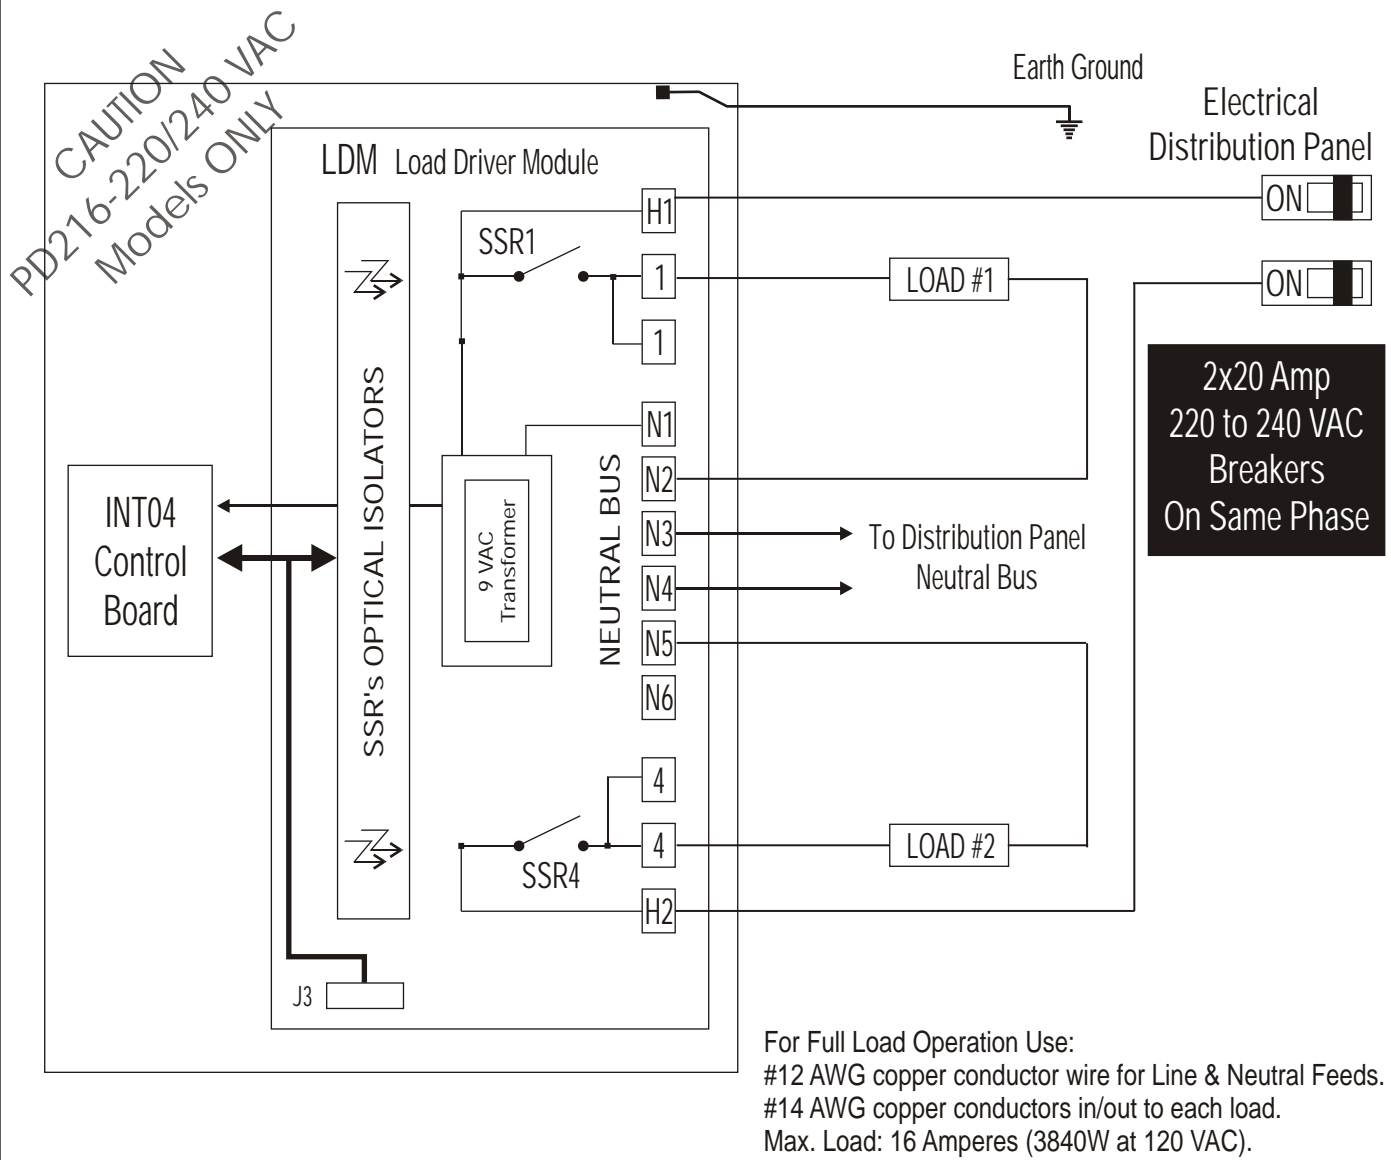 CAUTION
PD216-220/240 VAC
Models ONLY
Earth Ground
Electrical
Distribution Panel
LDM Load Driver Module
H1
ON
SSR1
1
LOAD #1
ON
1
2x20 Amp
220 to 240 VAC
Breakers
On Same Phase
SSR's OPTICAL ISOLATORS
N1
N2
N3
N4
N5
N6
NEUTRAL BUS
INT04
Control
Board
9 VAC
Transformer
To Distribution Panel
Neutral Bus
4
4
SSR4
LOAD #2
H2
J3
For Full Load Operation Use:
#12 AWG copper conductor wire for Line & Neutral Feeds.
#14 AWG copper conductors in/out to each load.
Max. Load: 16 Amperes (3840W at 120 VAC).